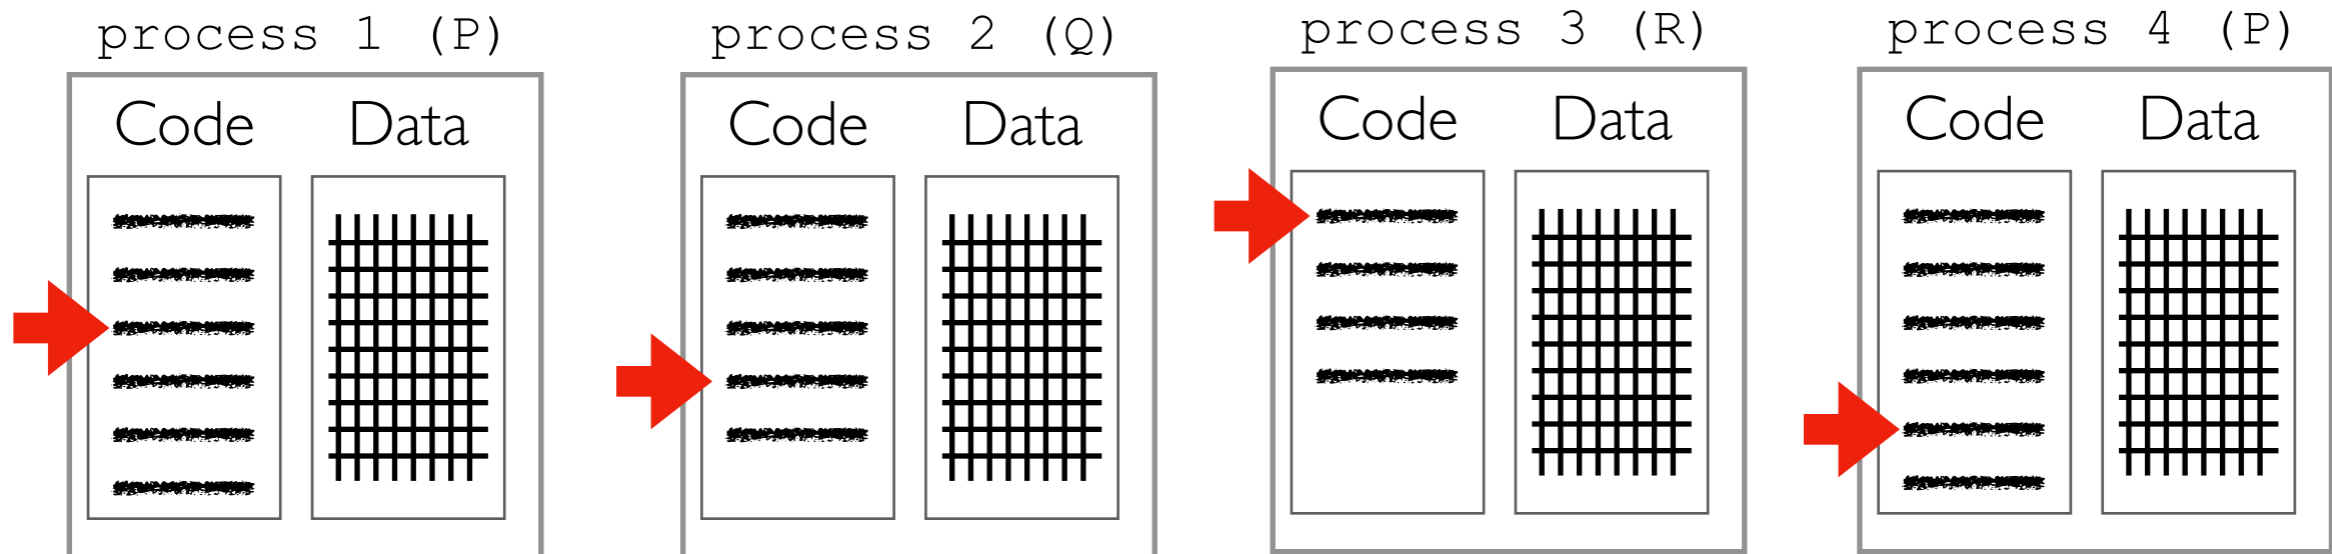 process 1 (P)
Code Data
process 2 (Q)
Code Data
process 3 (R)
Code Data
process 4 (P)
Code Data